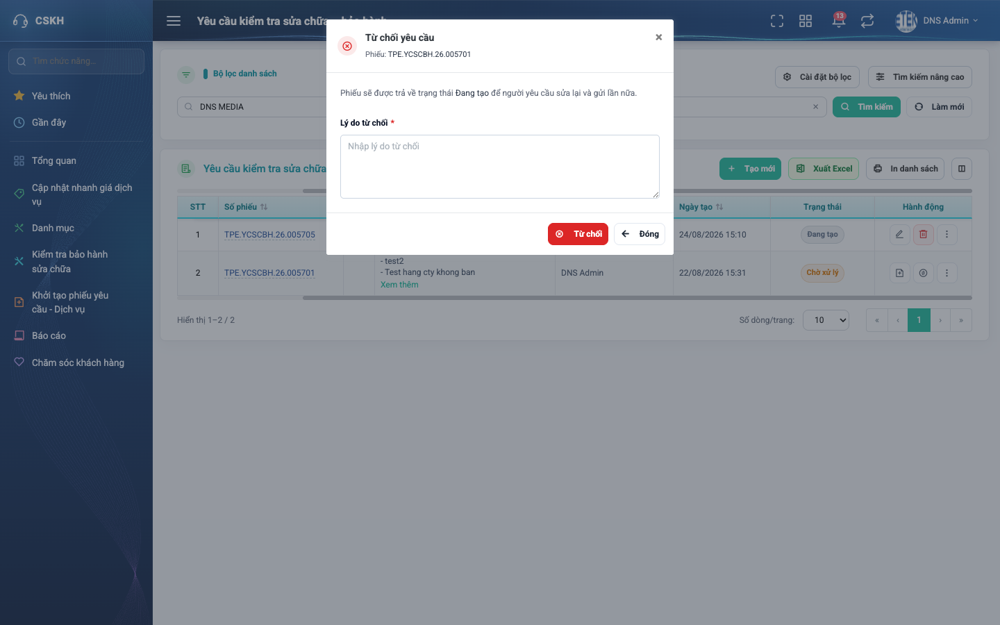 CSKH
Tìm chức năng...
Yêu thích
Gần đây
Tổng quan
Cập nhật nhanh giá dịch
vụ
Danh mục
Kiểm tra bảo hành
sửa chữa
Khởi tạo phiếu yêu
cầu - Dịch vụ
Báo cáo
Chăm sóc khách hàng
Yêu cầu kiểm tra sửa chữa - bảo hành
13
DNS Admin
Từ chối yêu cầu
Phiếu: TPE.YCSCBH.26.005701
×
Phiếu sẽ được trả về trạng thái Đang tạo để người yêu cầu sửa lại và gửi lần nữa.
Lý do từ chối *
Nhập lý do từ chối
Từ chối
Đóng
Bộ lọc danh sách
Cài đặt bộ lọc
Tìm kiếm nâng cao
DNS MEDIA
×
Tìm kiếm
Làm mới
Yêu cầu kiểm tra sửa chữa
Tạo mới
Xuất Excel
In danh sách
STT
Số phiếu
Ngày tạo
Trạng thái
Hành động
1
TPE.YCSCBH.26.005705
24/08/2026 15:10
Đang tạo
2
TPE.YCSCBH.26.005701
- test2
- Test hang cty khong ban
Xem thêm
DNS Admin
22/08/2026 15:31
Chờ xử lý
Hiển thị 1–2 / 2
Số dòng/trang:
10
«
‹
1
›
»